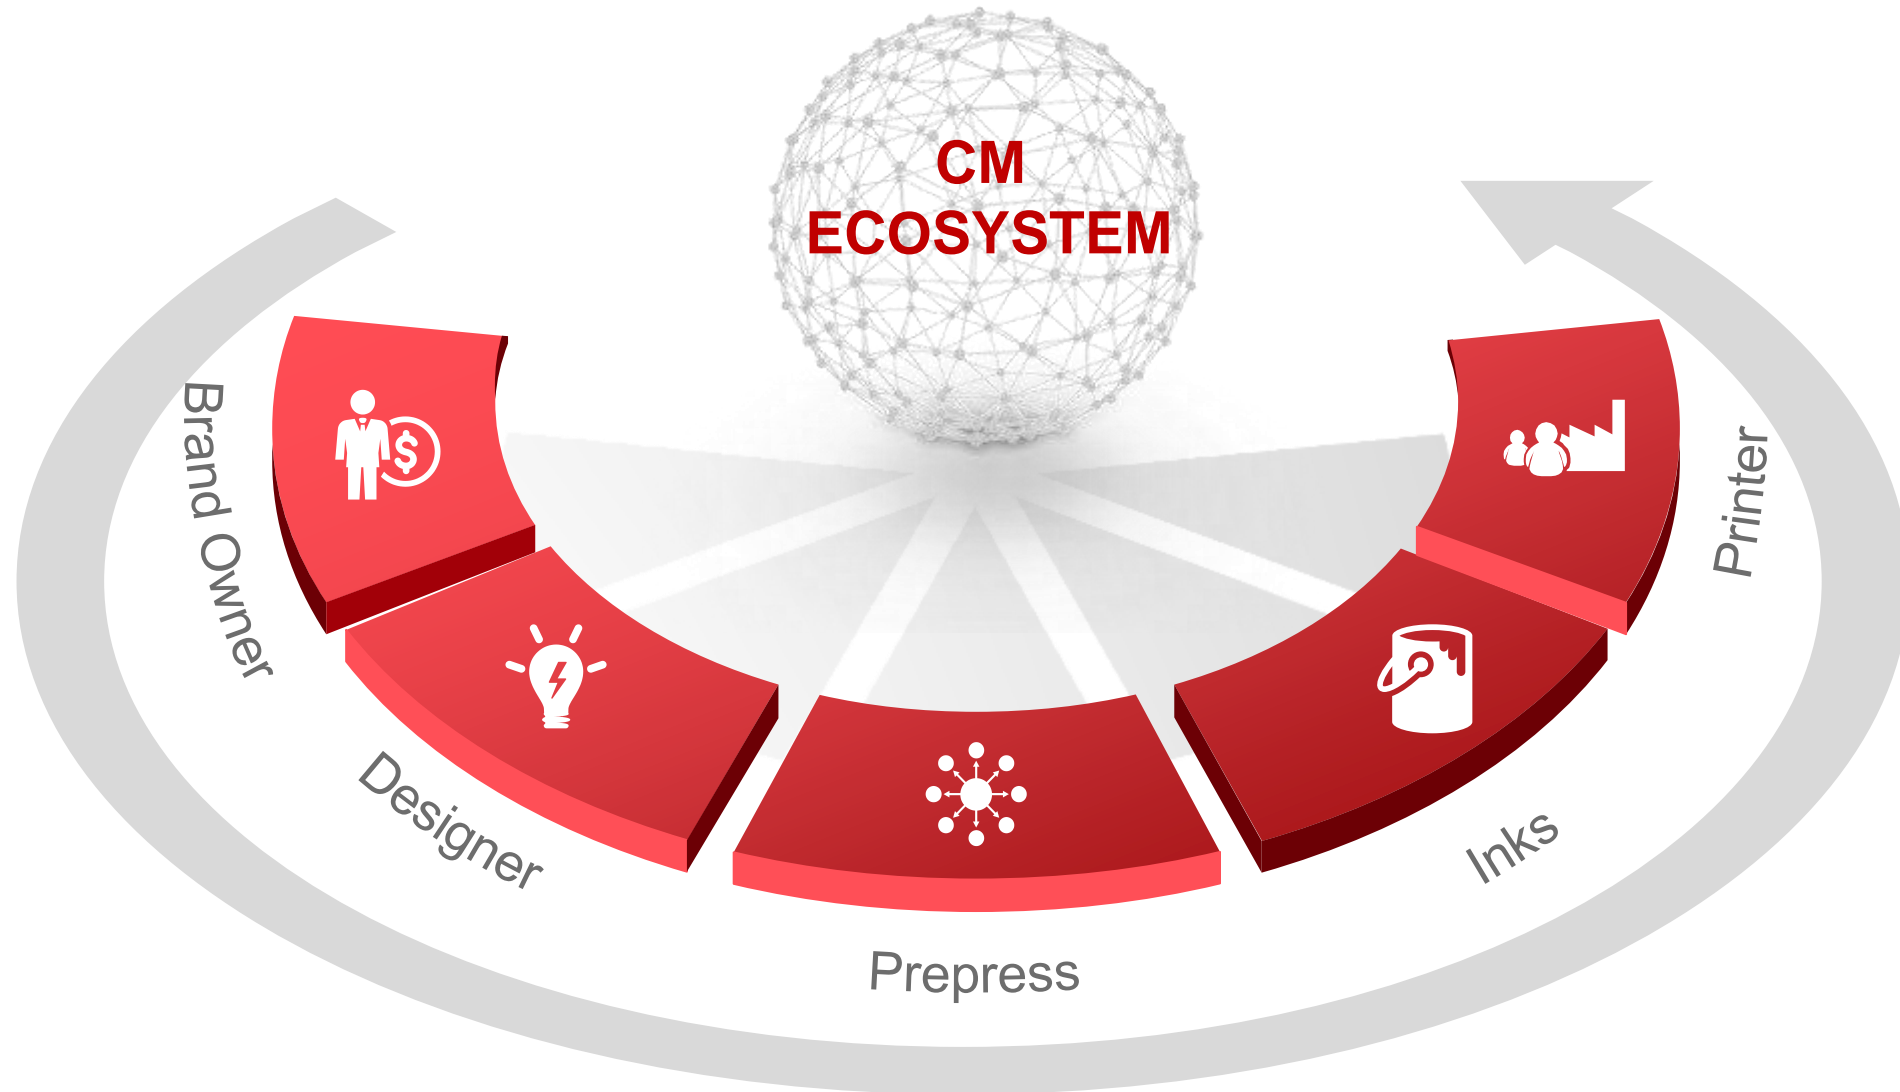 CM
ECOSYSTEM
Brand Owner
Designer
Prepress
Inks
Printer
$